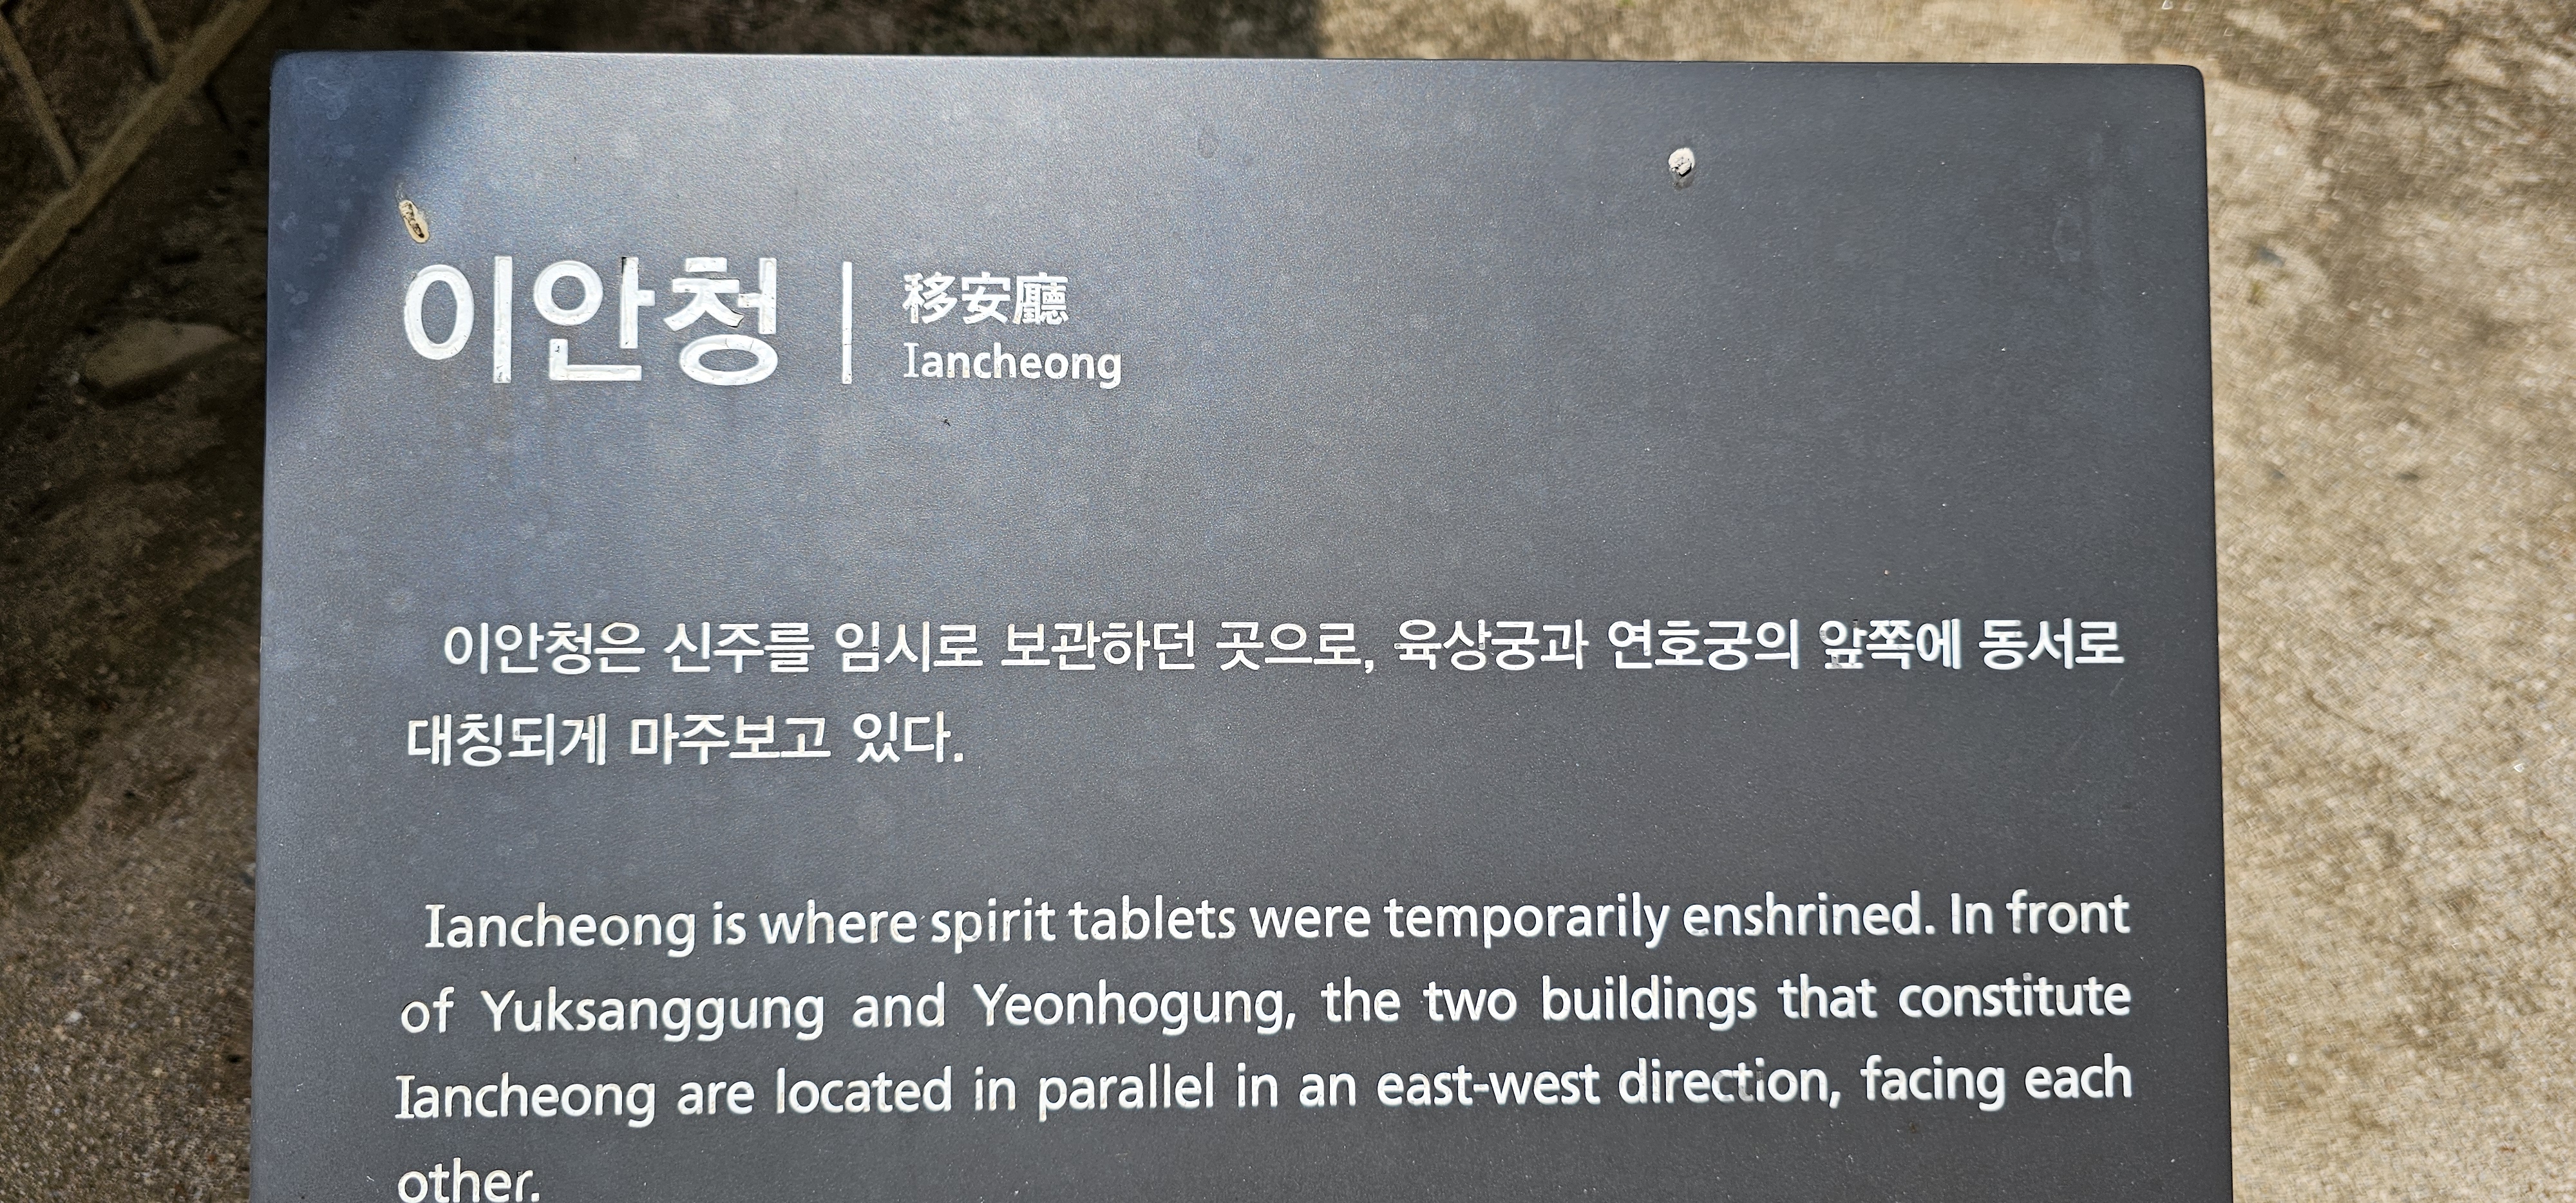 이안청
移安廳
Iancheong
이안청은 신주를 임시로 보관하던 곳으로, 육상궁과 연호궁의 앞쪽에 동서로
대칭되게 마주보고 있다.
Iancheong is where spirit tablets were temporarily enshrined. In front
of Yuksanggung and Yeonhogung, the two buildings that constitute
Iancheong are located in parallel in an east-west direction, facing each
other.